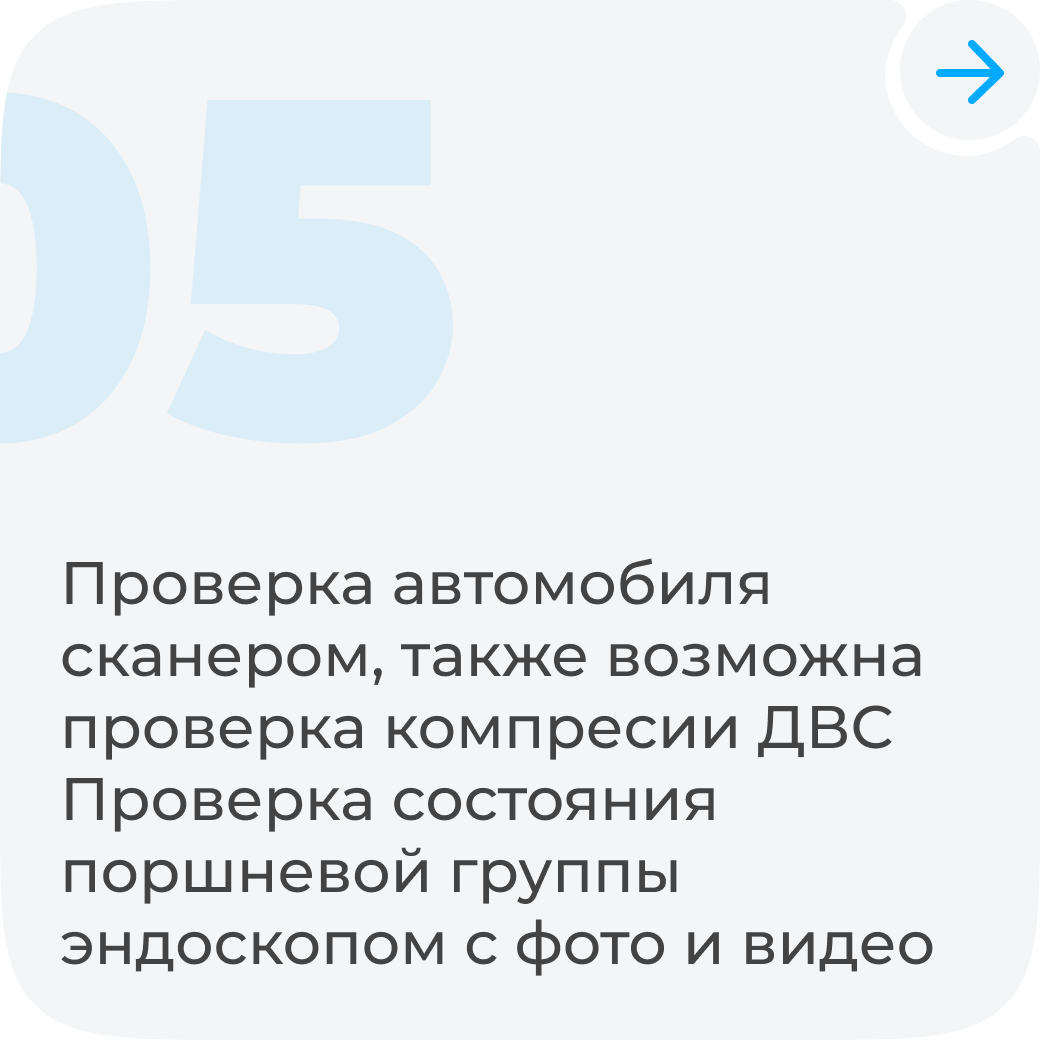 05
Проверка автомобиля
сканером, также возможна
проверка компресии ДВС
Проверка состояния
поршневой группы
эндоскопом с фото и видео